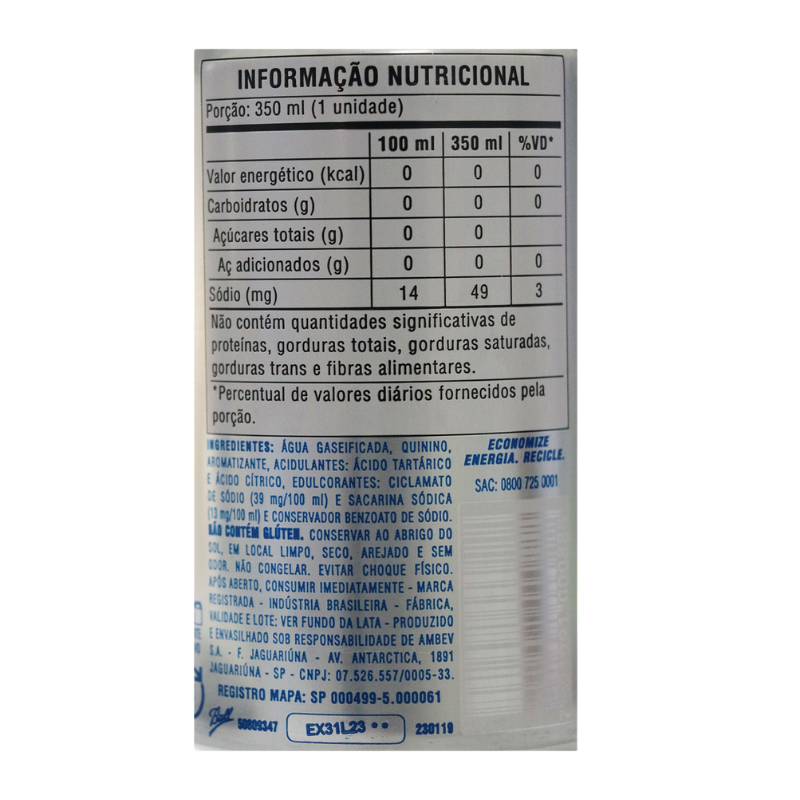 INFORMAÇÃO NUTRICIONAL
Porção: 350 ml (1 unidade)
100 ml 350 ml %VD*
Valor energético (kcal) 0 0 0
Carboidratos (g) 0 0 0
Açúcares totais (g) 0 0
Aç adicionados (g) 0 0 0
Sódio (mg) 14 49 3
Não contém quantidades significativas de
proteínas, gorduras totais, gorduras saturadas,
gorduras trans e fibras alimentares.
*Percentual de valores diários fornecidos pela
porção.
INGREDIENTES: ÁGUA GASEIFICADA, QUININO,
AROMATIZANTE, ACIDULANTES: ÁCIDO TARTÁRICO
E ÁCIDO CÍTRICO, EDULCORANTES: CICLAMATO
DE SÓDIO (39 mg/100 ml) E SACARINA SÓDICA
(13 mg/100 ml) E CONSERVADOR BENZOATO DE SÓDIO.
NÃO CONTÉM GLÚTEN. CONSERVAR AO ABRIGO DO
SOL, EM LOCAL LIMPO, SECO, AREJADO E SEM
ODOR. NÃO CONGELAR. EVITAR CHOQUE FÍSICO.
APÓS ABERTO, CONSUMIR IMEDIATAMENTE - MARCA
REGISTRADA - INDÚSTRIA BRASILEIRA - FÁBRICA,
VALIDADE E LOTE: VER FUNDO DA LATA - PRODUZIDO
E ENVASILHADO SOB RESPONSABILIDADE DE AMBEV
S.A. - F. JAGUARIÚNA - AV. ANTARCTICA, 1891
JAGUARIÚNA - SP - CNPJ: 07.526.557/0005-33.
REGISTRO MAPA: SP 000499-5.000061
Ball 50809347 EX31L23 230119
ECONOMIZE
ENERGIA. RECICLE.
SAC: 0800 725 0001